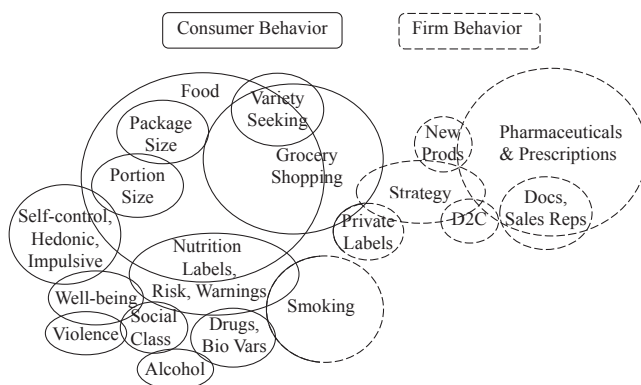 Consumer Behavior
Firm Behavior
Food
Variety
Seeking
Package
Size
Grocery
Shopping
New
Prods
Pharmaceuticals
& Prescriptions
Portion
Size
Strategy
Self-control,
Hedonic,
Impulsive
Private
Labels
D2C
Docs,
Sales Reps
Nutrition
Labels,
Risk, Warnings
Well-being
Smoking
Violence
Social
Class
Drugs,
Bio Vars
Alcohol